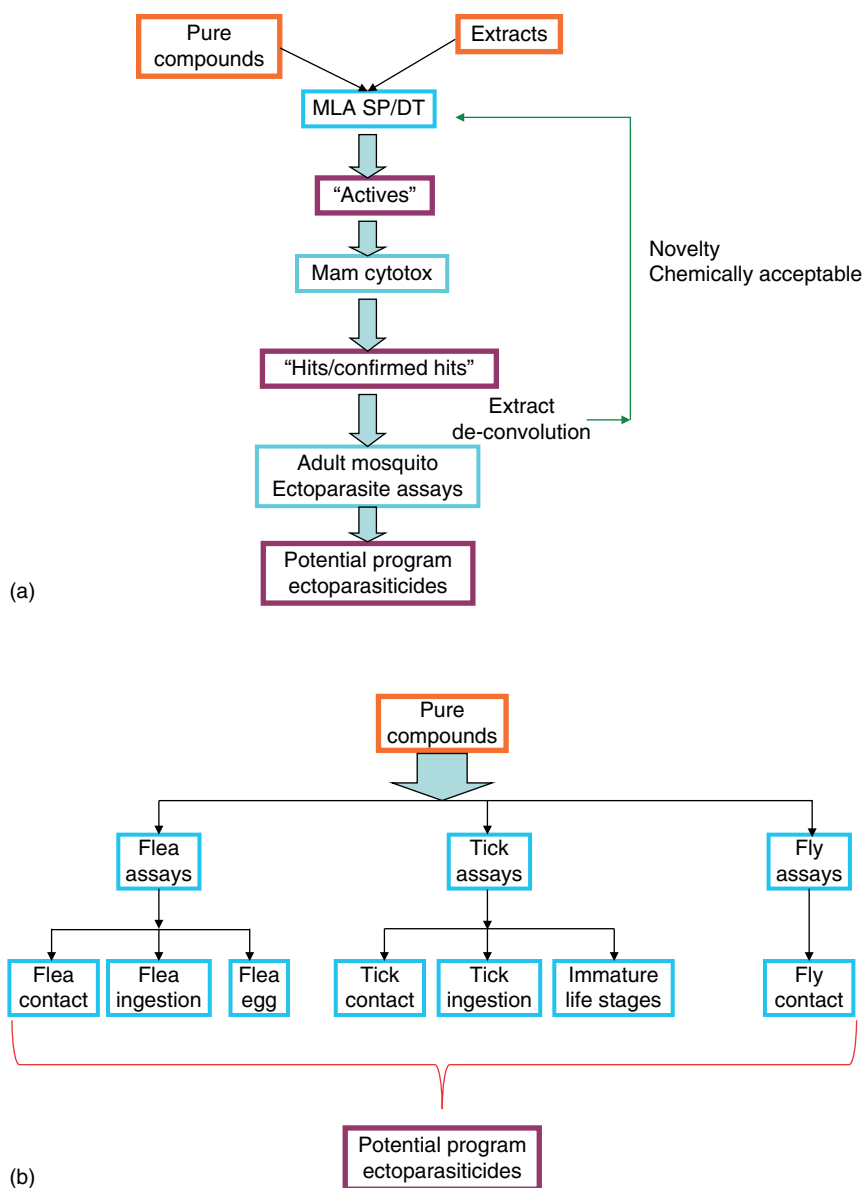 Pure
compounds
Extracts
MLA SP/DT
“Actives”
Mam cytotox
Novelty
Chemically acceptable
“Hits/confirmed hits”
Extract
de-convolution
Adult mosquito
Ectoparasite assays
Potential program
ectoparasiticides
(a)
Pure
compounds
Flea
assays
Tick
assays
Fly
assays
Flea
contact
Flea
ingestion
Flea
egg
Tick
contact
Tick
ingestion
Immature
life stages
Fly
contact
Potential program
ectoparasiticides
(b)